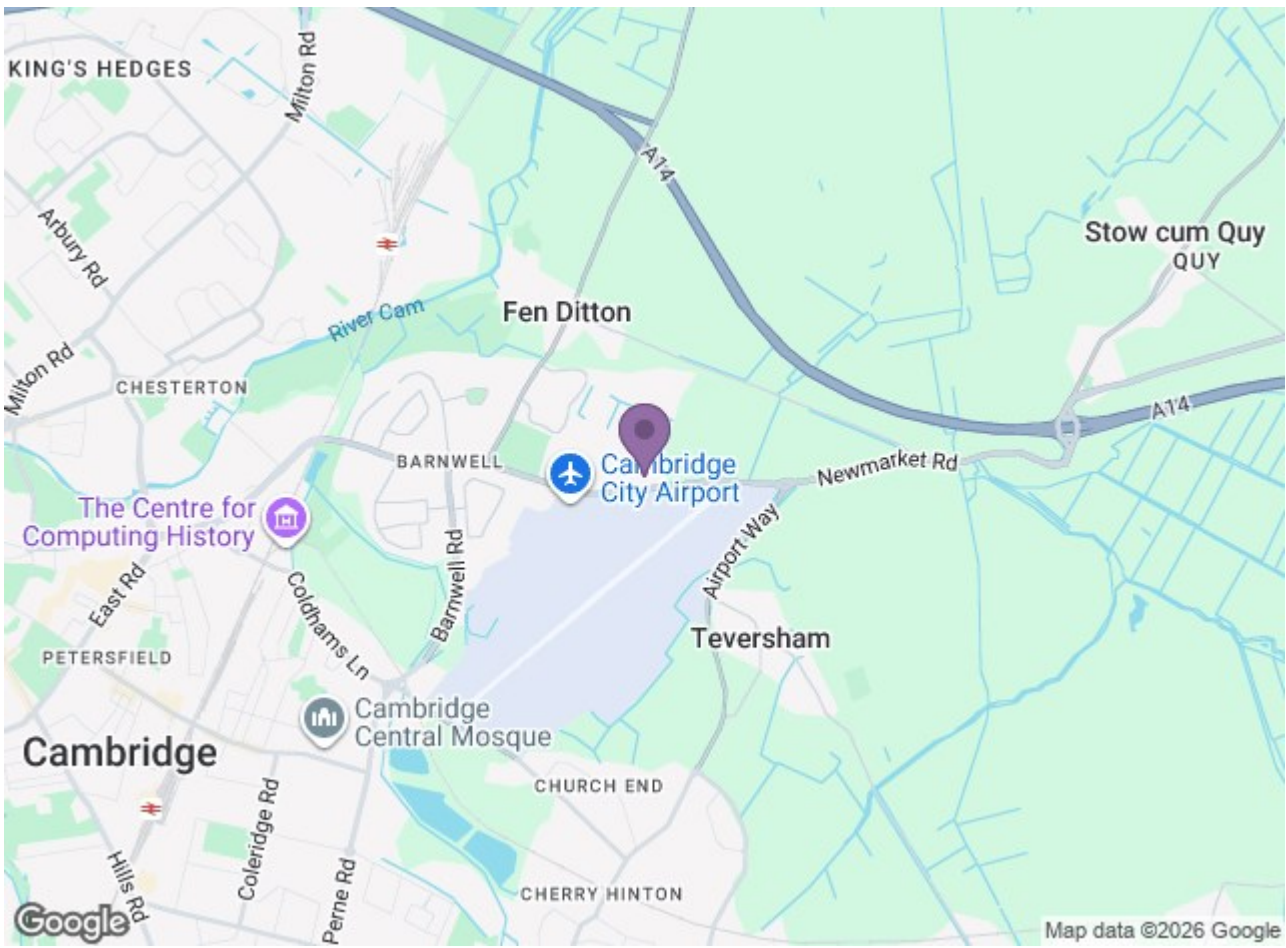 KING'S HEDGES
Milton Rd
A14
Arbury Rd
Stow cum Quy
QUY
Fen Ditton
River Cam
Milton Rd
CHESTERTON
A14
BARNWELL
Cambridge
City Airport
Newmarket Rd
The Centre for
Computing History
Airport Way
East Rd
Coldhams Ln
Barnwell Rd
Teversham
PETERSFIELD
Cambridge
Central Mosque
Cambridge
CHURCH END
Coleridge Rd
Hills Rd
Perne Rd
CHERRY HINTON
Google
Map data ©2026 Google